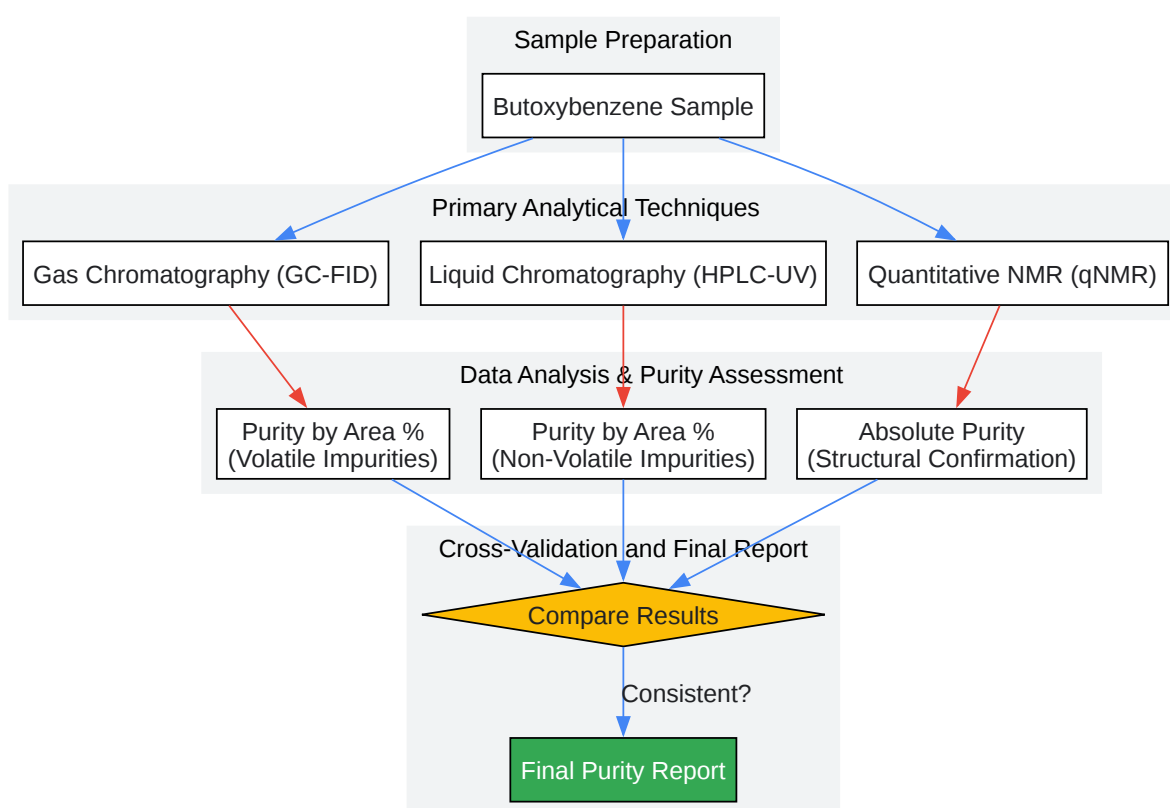 Sample Preparation
Butoxybenzene Sample
Primary Analytical Techniques
Gas Chromatography (GC-FID)
Liquid Chromatography (HPLC-UV)
Quantitative NMR (qNMR)
Data Analysis & Purity Assessment
Purity by Area %
(Volatile Impurities)
Purity by Area %
(Non-Volatile Impurities)
Absolute Purity
(Structural Confirmation)
Cross-Validation and Final Report
Compare Results
Consistent?
Final Purity Report